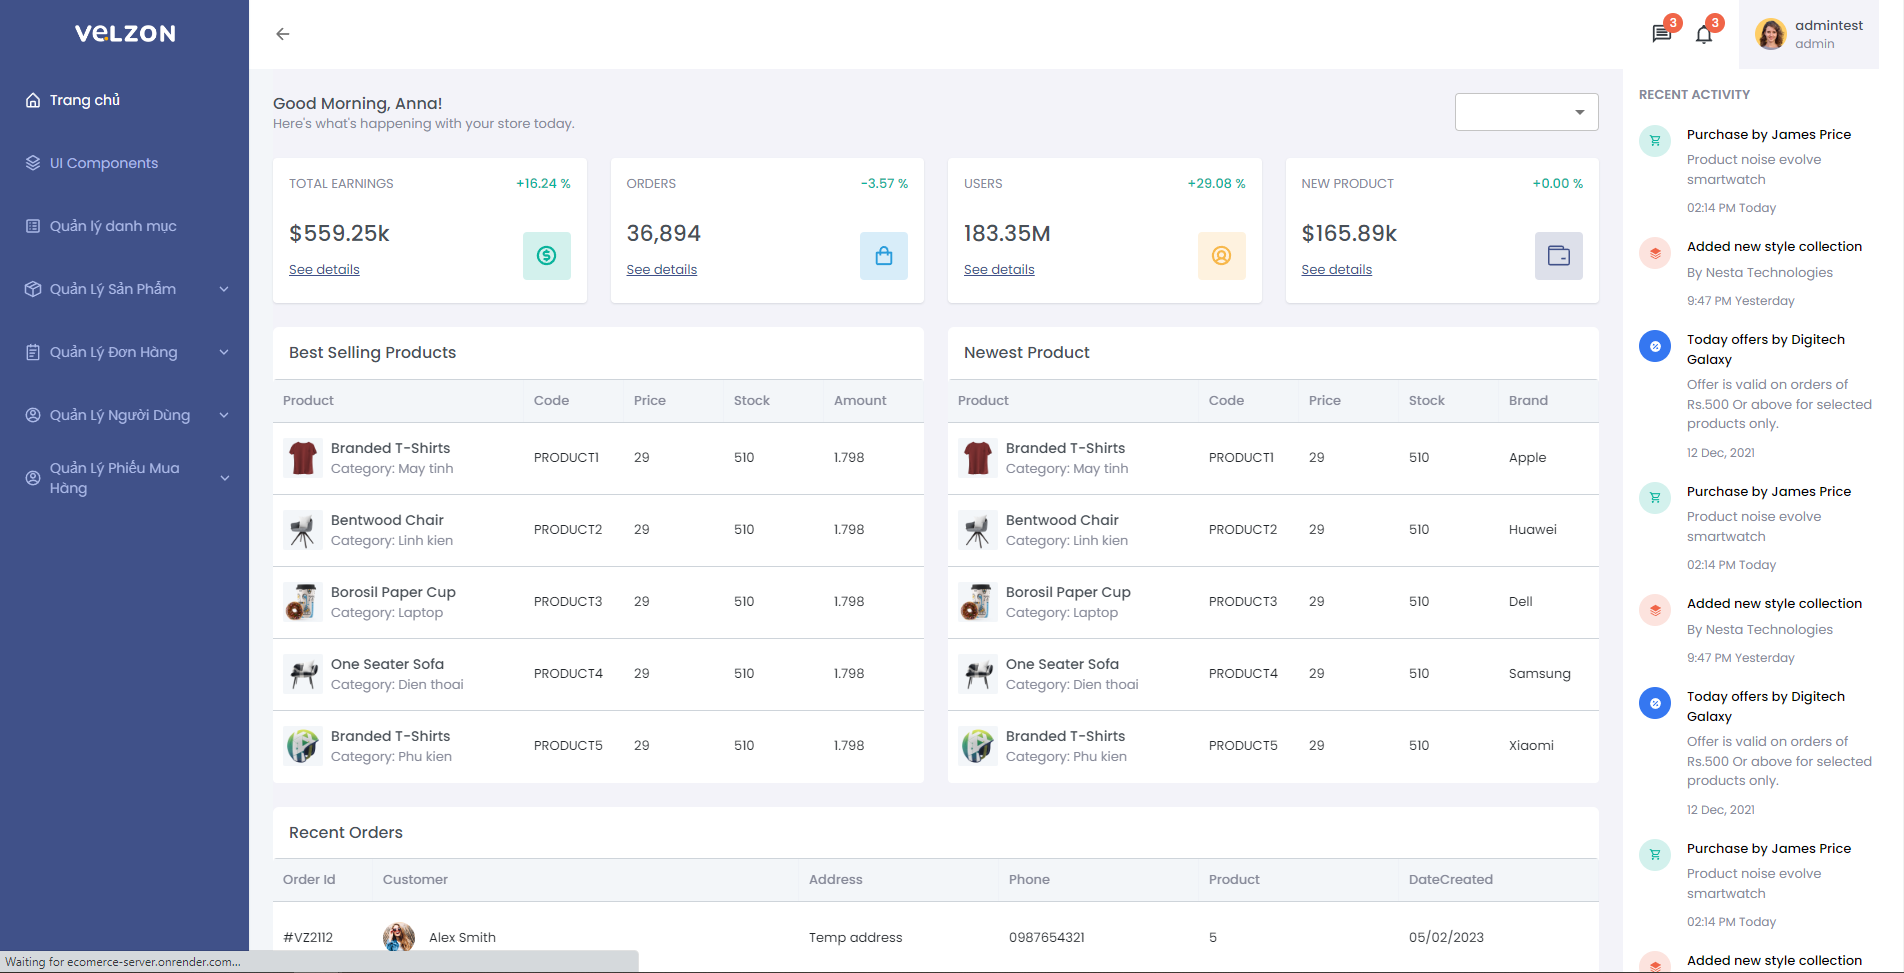 VELZON
Trang chủ
UI Components
Quản lý danh mục
Quản Lý Sản Phẩm
Quản Lý Đơn Hàng
Quản Lý Người Dùng
Quản Lý Phiếu Mua
Hàng
3
3
admintest
admin
Good Morning, Anna!
Here's what's happening with your store today.
TOTAL EARNINGS +16.24 %
$559.25k
See details
ORDERS -3.57 %
36,894
See details
USERS +29.08 %
183.35M
See details
NEW PRODUCT +0.00 %
$165.89k
See details
Best Selling Products
Product Code Price Stock Amount
Branded T-Shirts
Category: May tinh
PRODUCT1 29 510 1.798
Bentwood Chair
Category: Linh kien
PRODUCT2 29 510 1.798
Borosil Paper Cup
Category: Laptop
PRODUCT3 29 510 1.798
One Seater Sofa
Category: Dien thoai
PRODUCT4 29 510 1.798
Branded T-Shirts
Category: Phu kien
PRODUCT5 29 510 1.798
Newest Product
Product Code Price Stock Brand
Branded T-Shirts
Category: May tinh
PRODUCT1 29 510 Apple
Bentwood Chair
Category: Linh kien
PRODUCT2 29 510 Huawei
Borosil Paper Cup
Category: Laptop
PRODUCT3 29 510 Dell
One Seater Sofa
Category: Dien thoai
PRODUCT4 29 510 Samsung
Branded T-Shirts
Category: Phu kien
PRODUCT5 29 510 Xiaomi
Recent Orders
Order Id Customer Address Phone Product DateCreated
#VZ2112 Alex Smith Temp address 0987654321 5 05/02/2023
RECENT ACTIVITY
Purchase by James Price
Product noise evolve
smartwatch
02:14 PM Today
Added new style collection
By Nesta Technologies
9:47 PM Yesterday
Today offers by Digitech
Galaxy
Offer is valid on orders of
Rs.500 Or above for selected
products only.
12 Dec, 2021
Purchase by James Price
Product noise evolve
smartwatch
02:14 PM Today
Added new style collection
By Nesta Technologies
9:47 PM Yesterday
Today offers by Digitech
Galaxy
Offer is valid on orders of
Rs.500 Or above for selected
products only.
12 Dec, 2021
Purchase by James Price
Product noise evolve
smartwatch
02:14 PM Today
Added new style collection
Waiting for ecomerce-server.onrender.com...